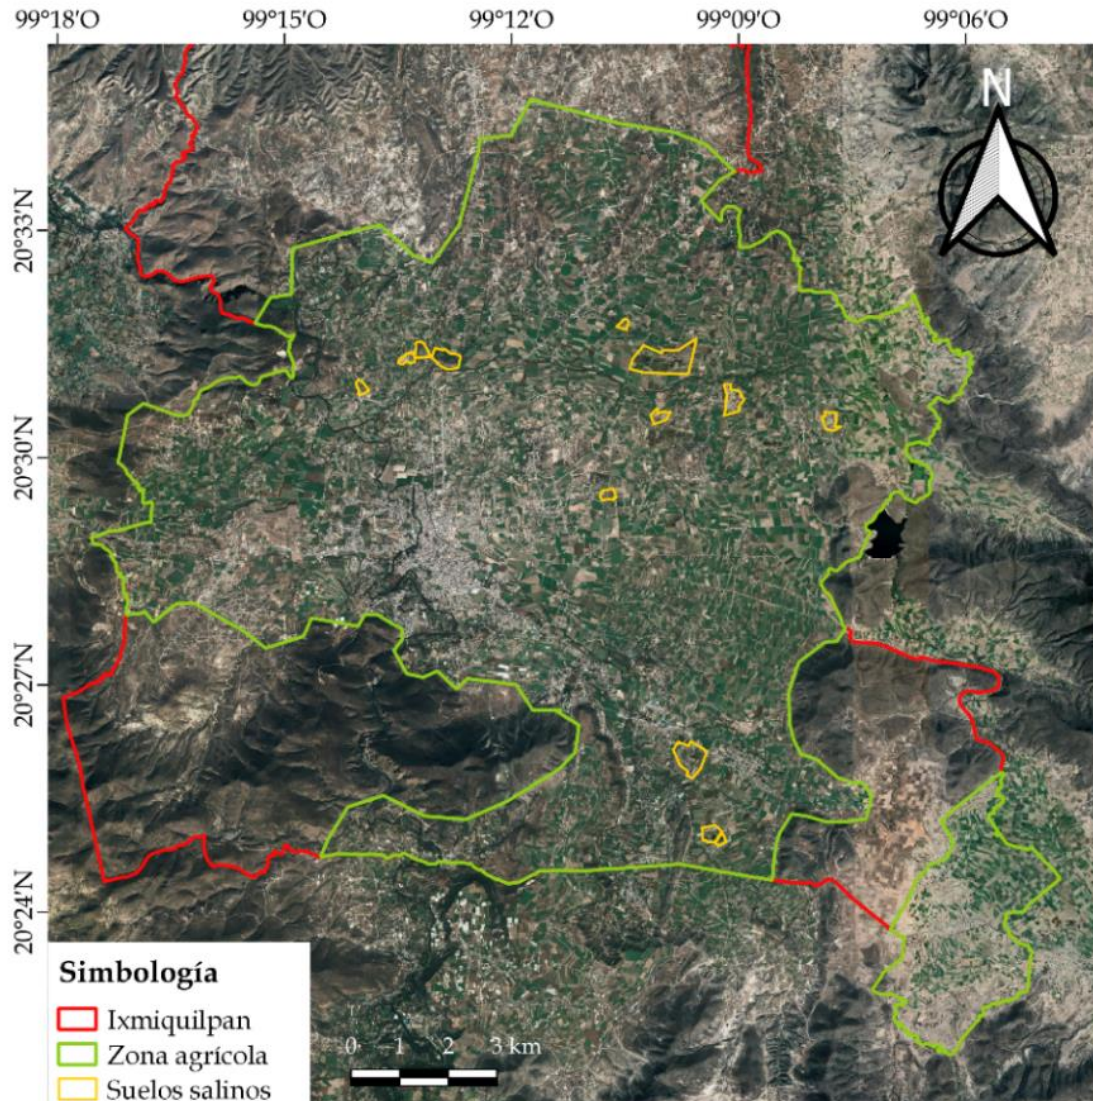 99°18'O 99°15'O 99°12'O 99°09'O 99°06'O
N
20°33'N
20°30'N
20°27'N
20°24'N
Simbología
Ixmiquilpan
Zona agrícola
Suelos salinos
0 1 2 3 km